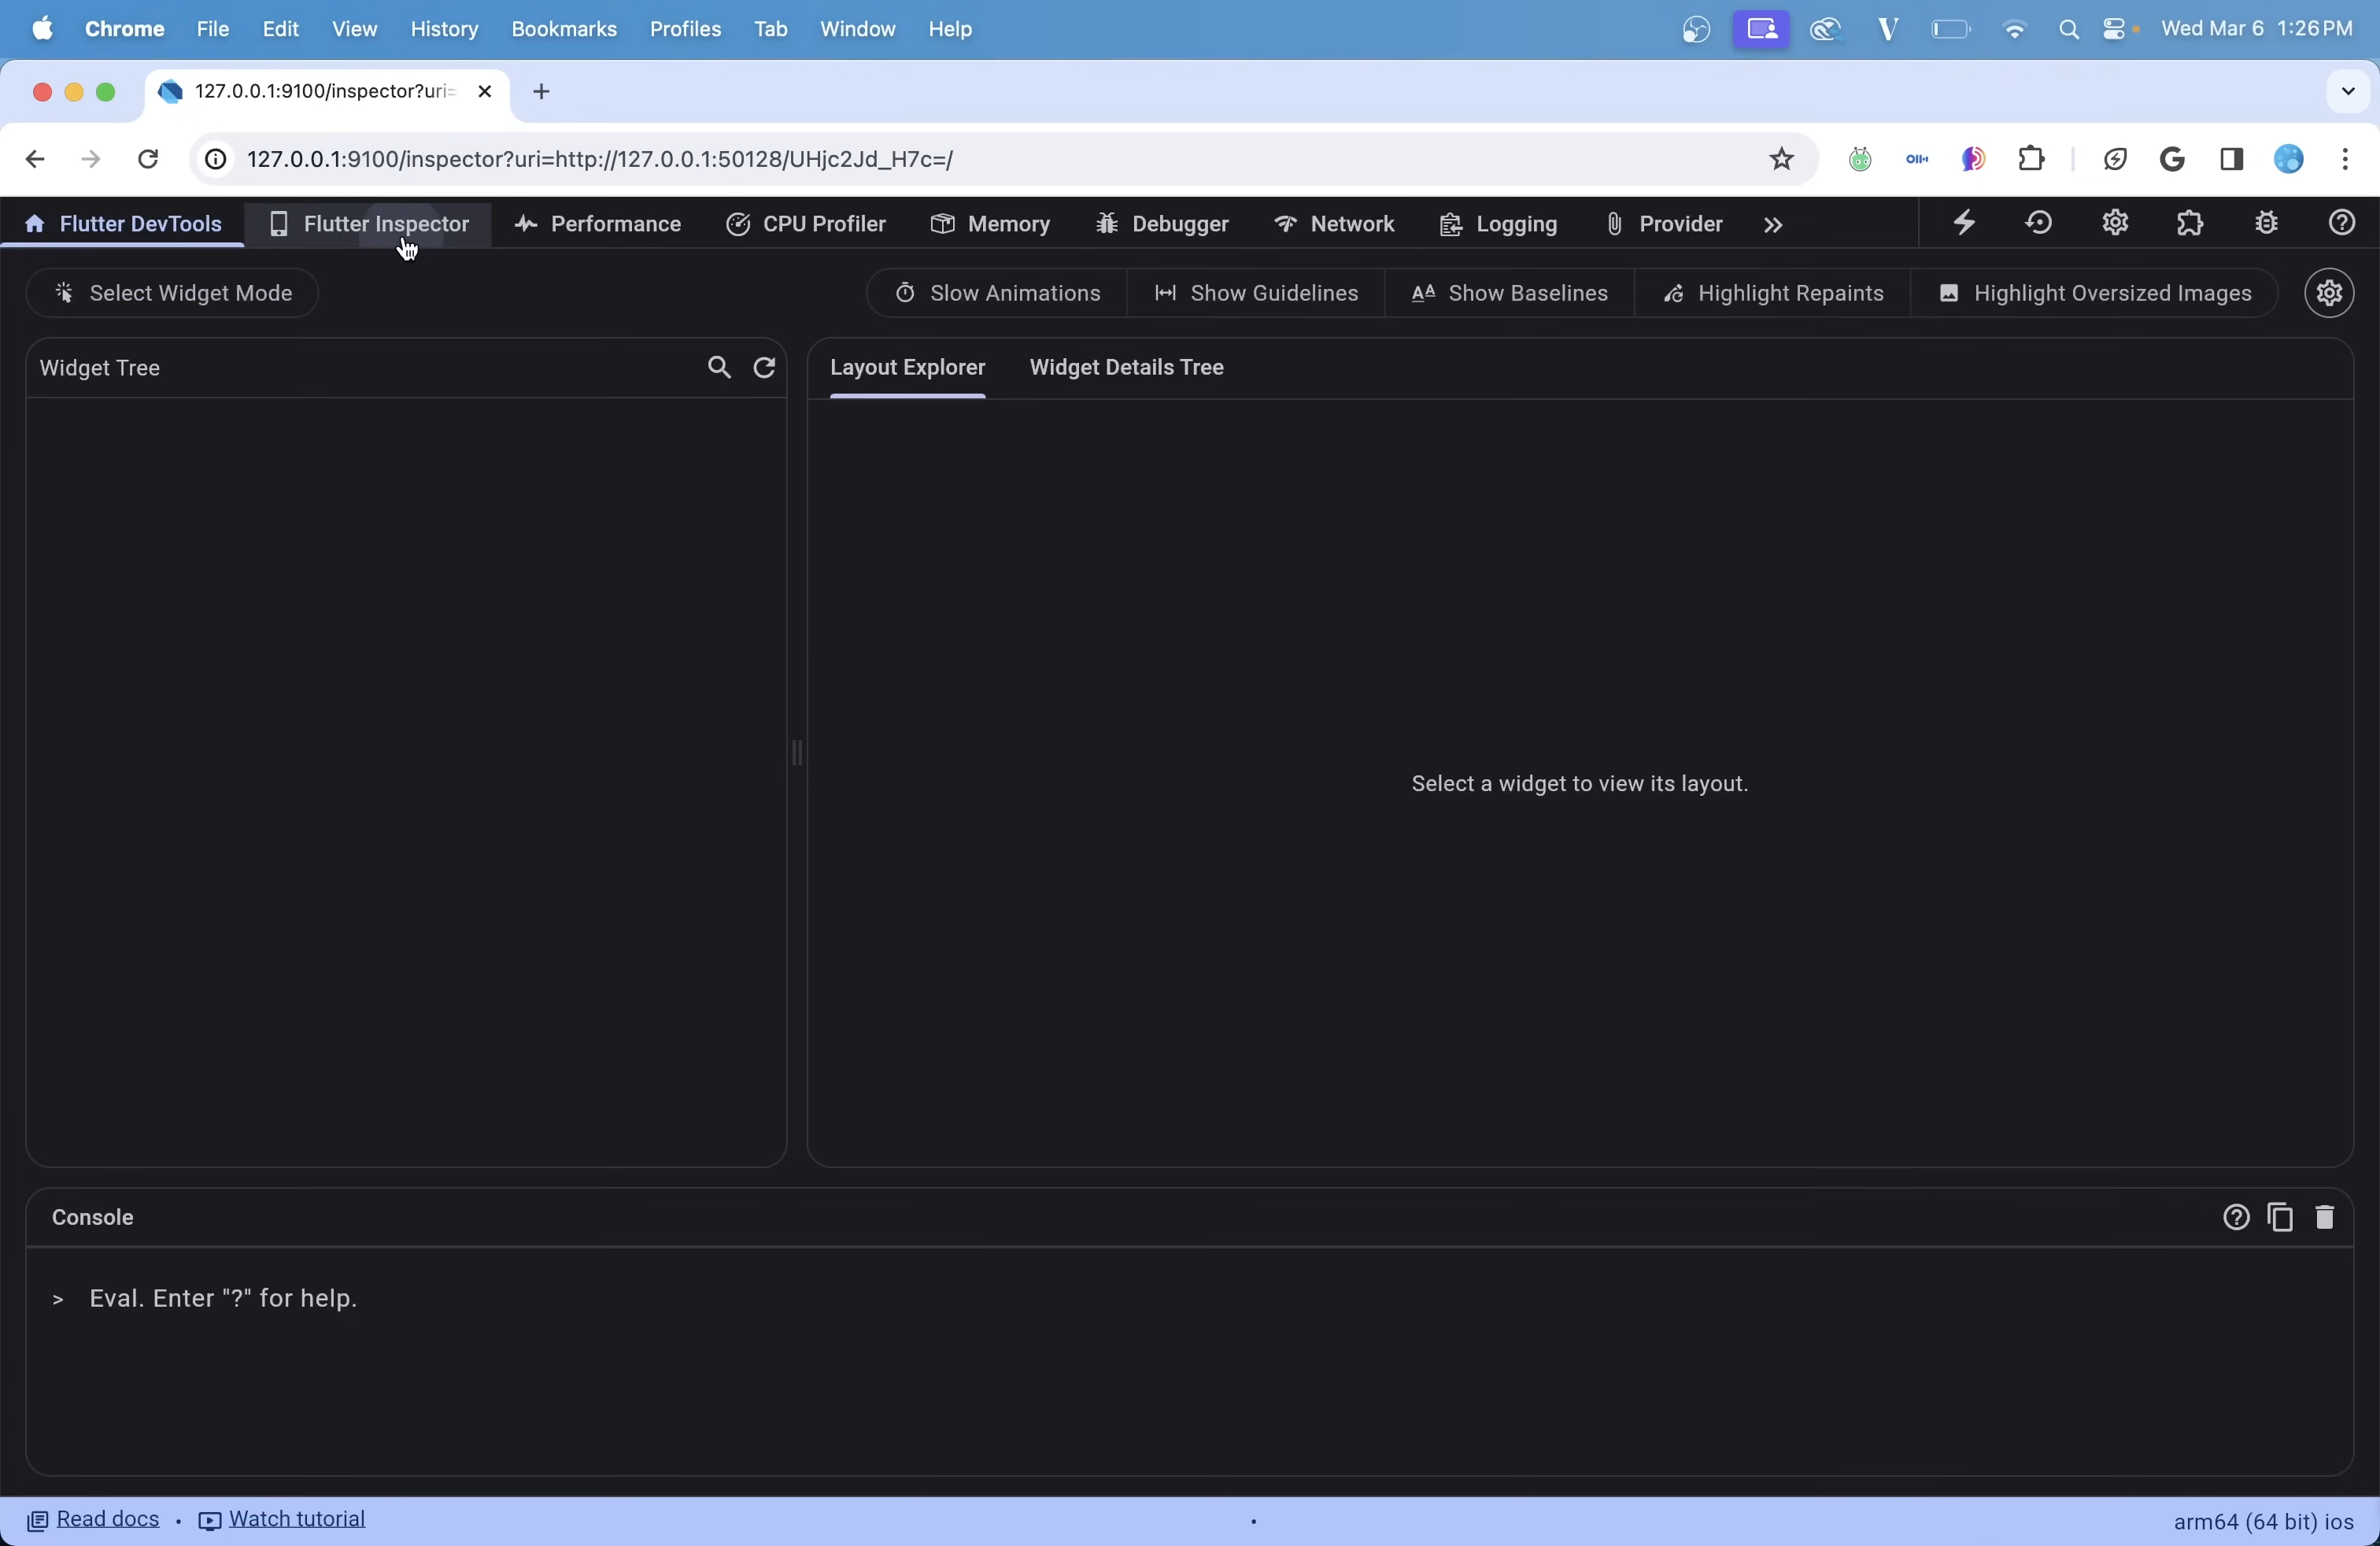 Chrome File Edit View History Bookmarks Profiles Tab Window Help Wed Mar 6 1:26 PM
127.0.0.1:9100/inspector?uri=
127.0.0.1:9100/inspector?uri=http://127.0.0.1:50128/UHjc2Jd_H7c=/
Flutter DevTools Flutter Inspector Performance CPU Profiler Memory Debugger Network Logging Provider
Select Widget Mode Slow Animations Show Guidelines Show Baselines Highlight Repaints Highlight Oversized Images
Widget Tree Layout Explorer Widget Details Tree
Select a widget to view its layout.
Console
> Eval. Enter "?" for help.
Read docs • Watch tutorial • arm64 (64 bit) ios